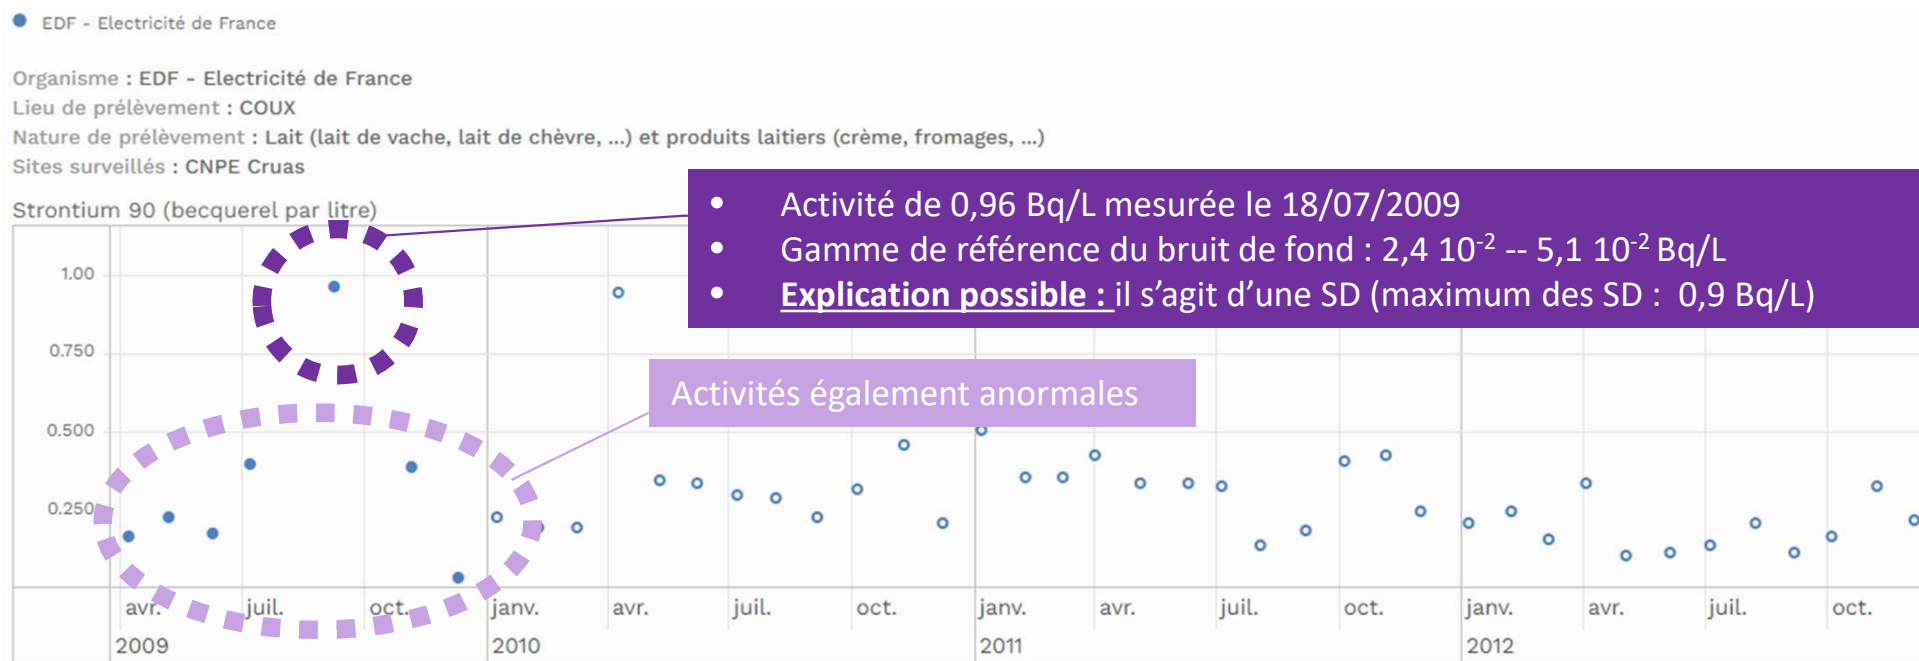 EDF - Electricité de France
Organisme : EDF - Electricité de France
Lieu de prélèvement : COUX
Nature de prélèvement : Lait (lait de vache, lait de chèvre, ...) et produits laitiers (crème, fromages, ...)
Sites surveillés : CNPE Cruas
Strontium 90 (becquerel par litre)
• Activité de 0,96 Bq/L mesurée le 18/07/2009
• Gamme de référence du bruit de fond : 2,4 10⁻² -- 5,1 10⁻² Bq/L
• Explication possible : il s’agit d’une SD (maximum des SD : 0,9 Bq/L)
Activités également anormales
1.00
0.750
0.500
0.250
avr. juil. oct. janv. avr. juil. oct. janv. avr. juil. oct. janv. avr. juil. oct.
2009 2010 2011 2012